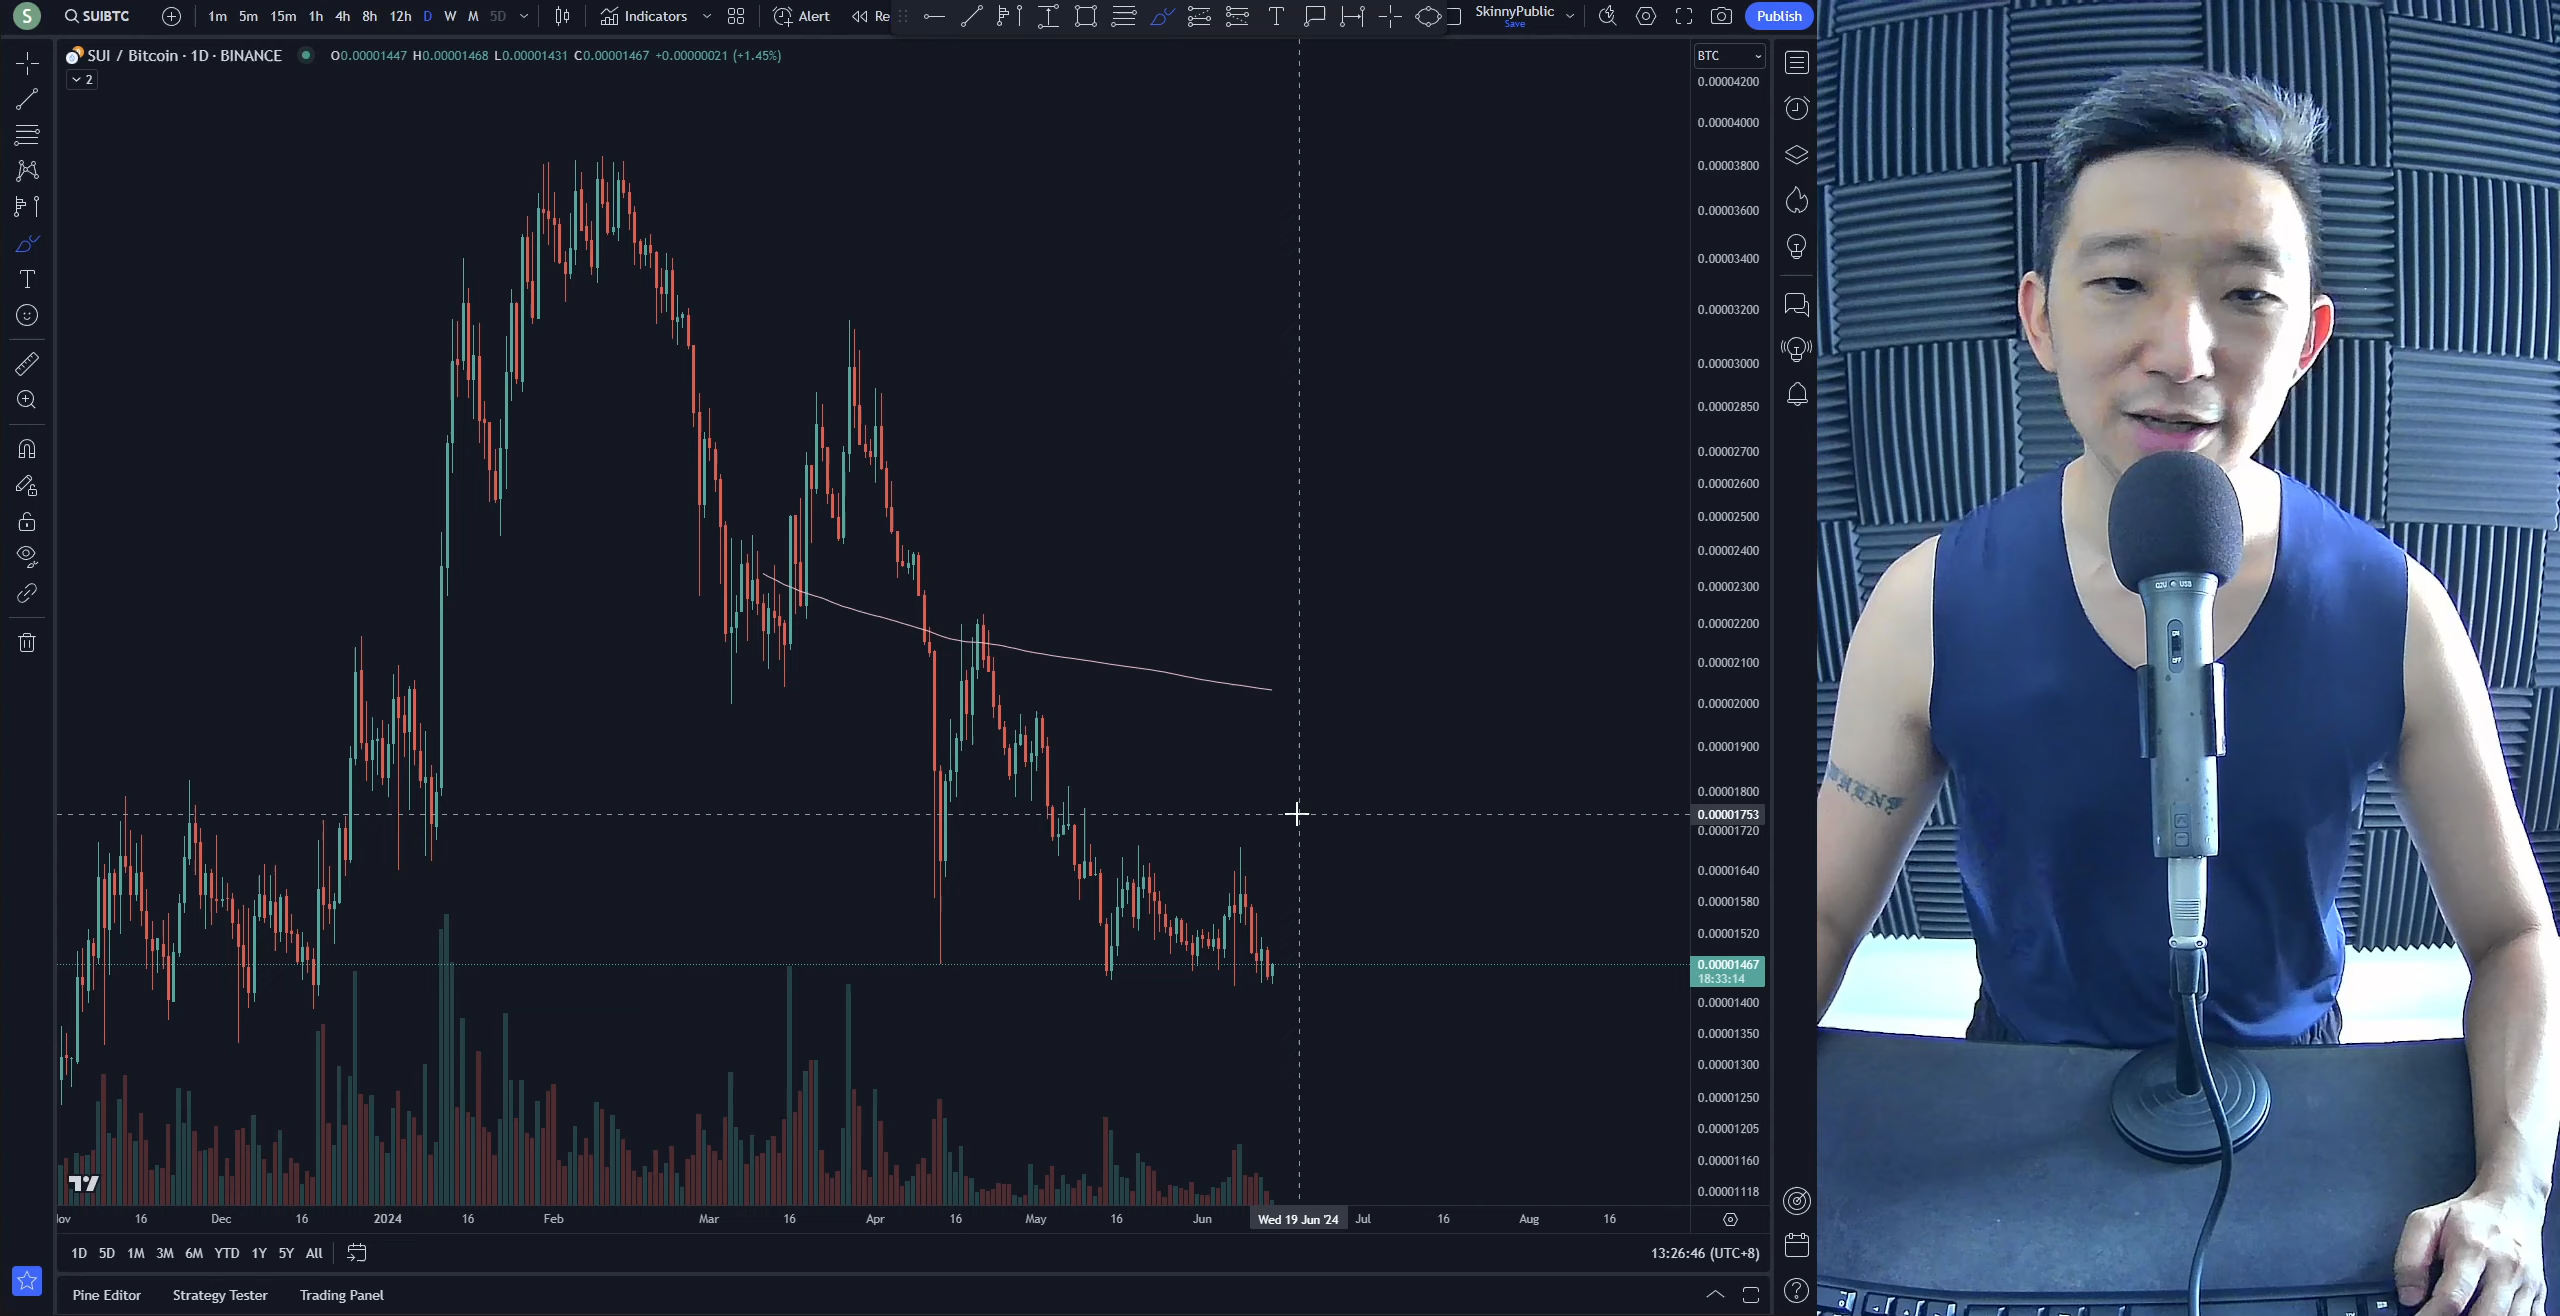 S
SUIBTC
1m 5m 15m 1h 4h 8h 12h D W M 5D
Indicators
Alert
Re
SkinnyPublic
Save
Publish
SUI / Bitcoin · 1D · BINANCE O0.00001447 H0.00001468 L0.00001431 C0.00001467 +0.00000021 (+1.45%)
2
BTC
0.00004200
0.00004000
0.00003800
0.00003600
0.00003400
0.00003200
0.00003000
0.00002850
0.00002700
0.00002600
0.00002500
0.00002400
0.00002300
0.00002200
0.00002100
0.00002000
0.00001900
0.00001800
0.00001753
0.00001720
0.00001640
0.00001580
0.00001520
0.00001467
18:33:14
0.00001400
0.00001350
0.00001300
0.00001250
0.00001205
0.00001160
0.00001118
ov 16 Dec 16 2024 16 Feb Mar 16 Apr 16 May 16 Jun Wed 19 Jun '24 Jul 16 Aug 16
1D 5D 1M 3M 6M YTD 1Y 5Y All
13:26:46 (UTC+8)
Pine Editor Strategy Tester Trading Panel
ON
OFF